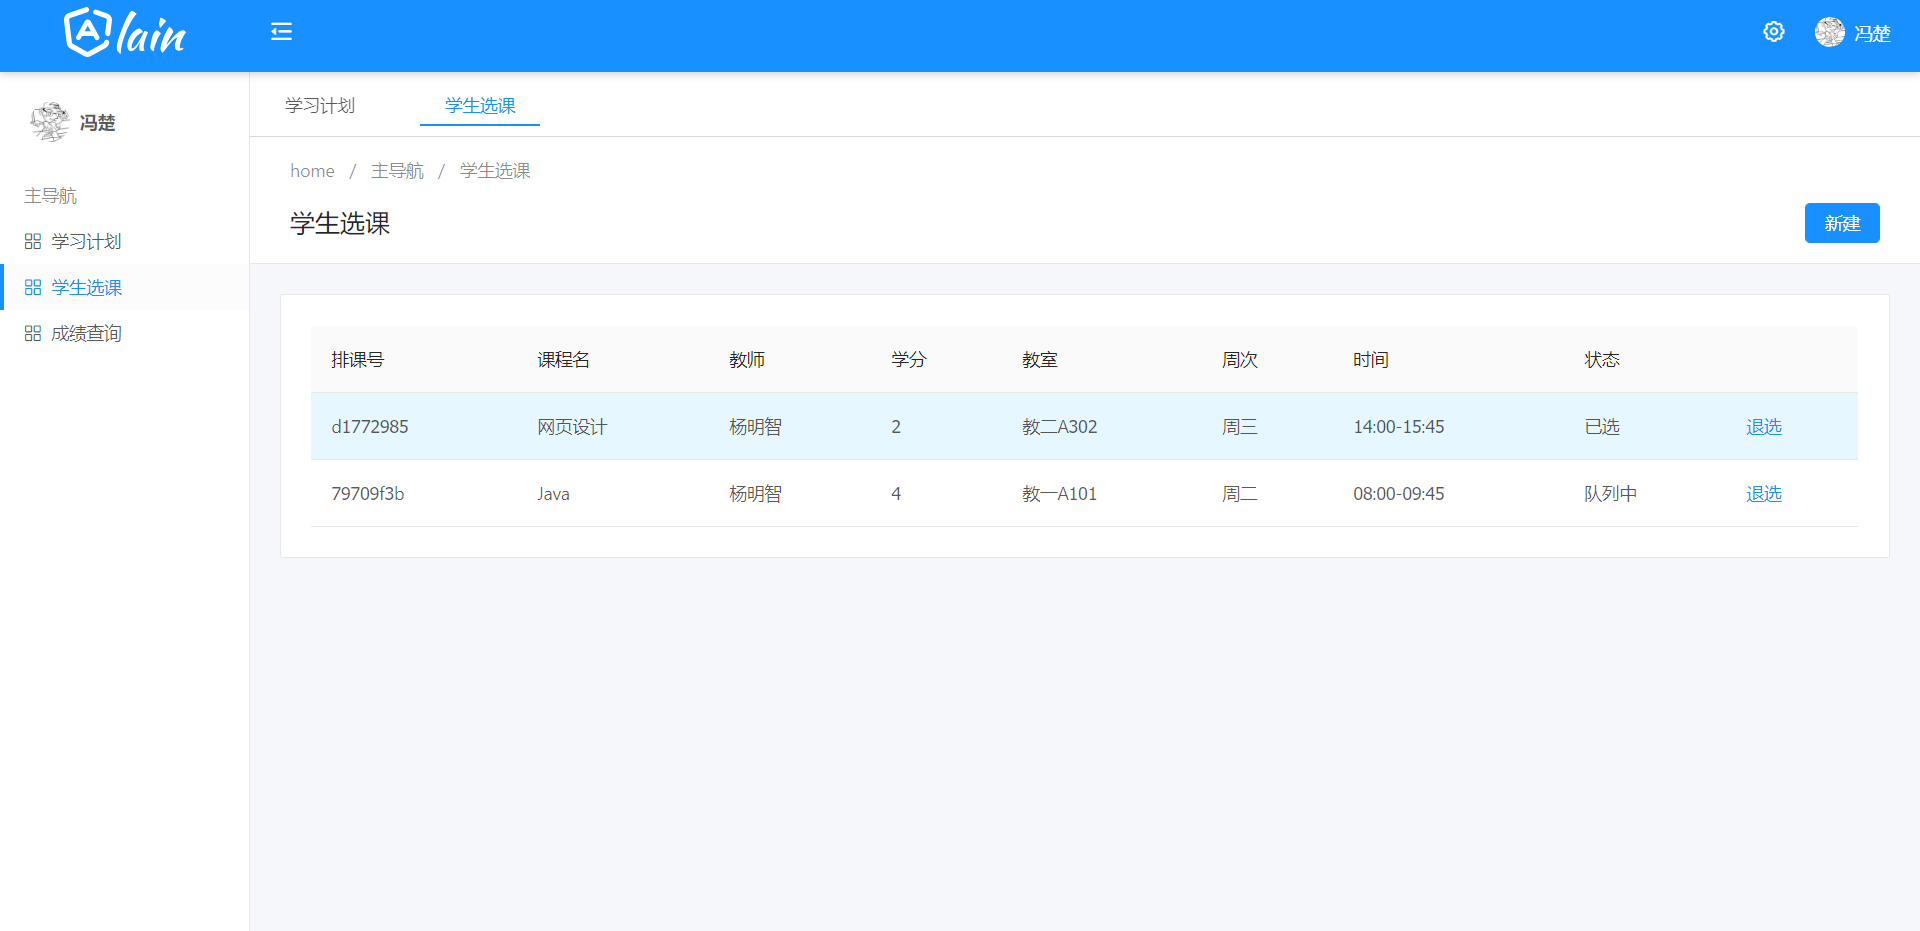 Alain
冯楚
冯楚
主导航
学习计划
学生选课
成绩查询
学习计划 学生选课
home / 主导航 / 学生选课
学生选课
新建
排课号 课程名 教师 学分 教室 周次 时间 状态
d1772985 网页设计 杨明智 2 教二A302 周三 14:00-15:45 已选 退选
79709f3b Java 杨明智 4 教一A101 周二 08:00-09:45 队列中 退选